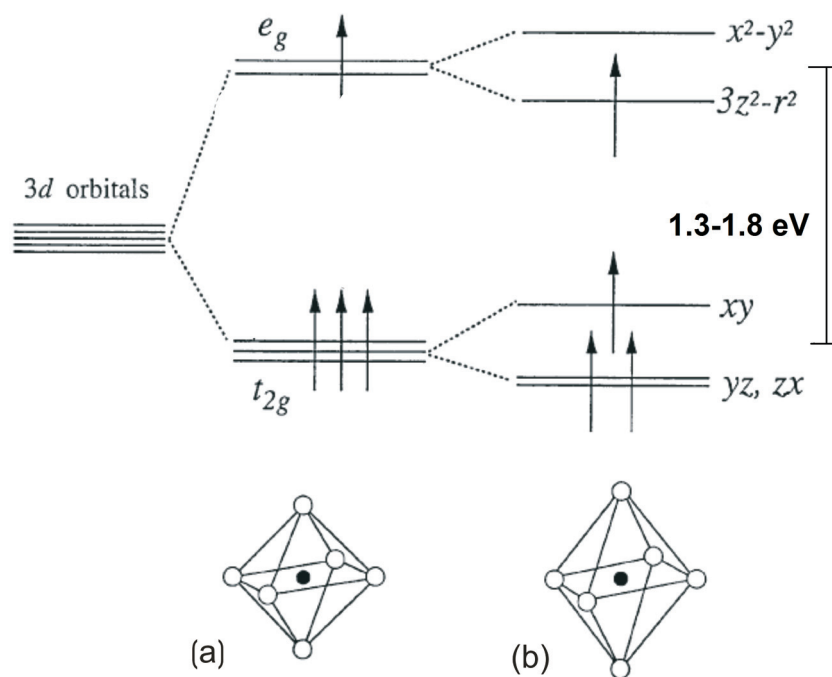 e_g
x²-y²
3z²-r²
3d orbitals
1.3-1.8 eV
xy
t_2g
yz, zx
(a)
(b)